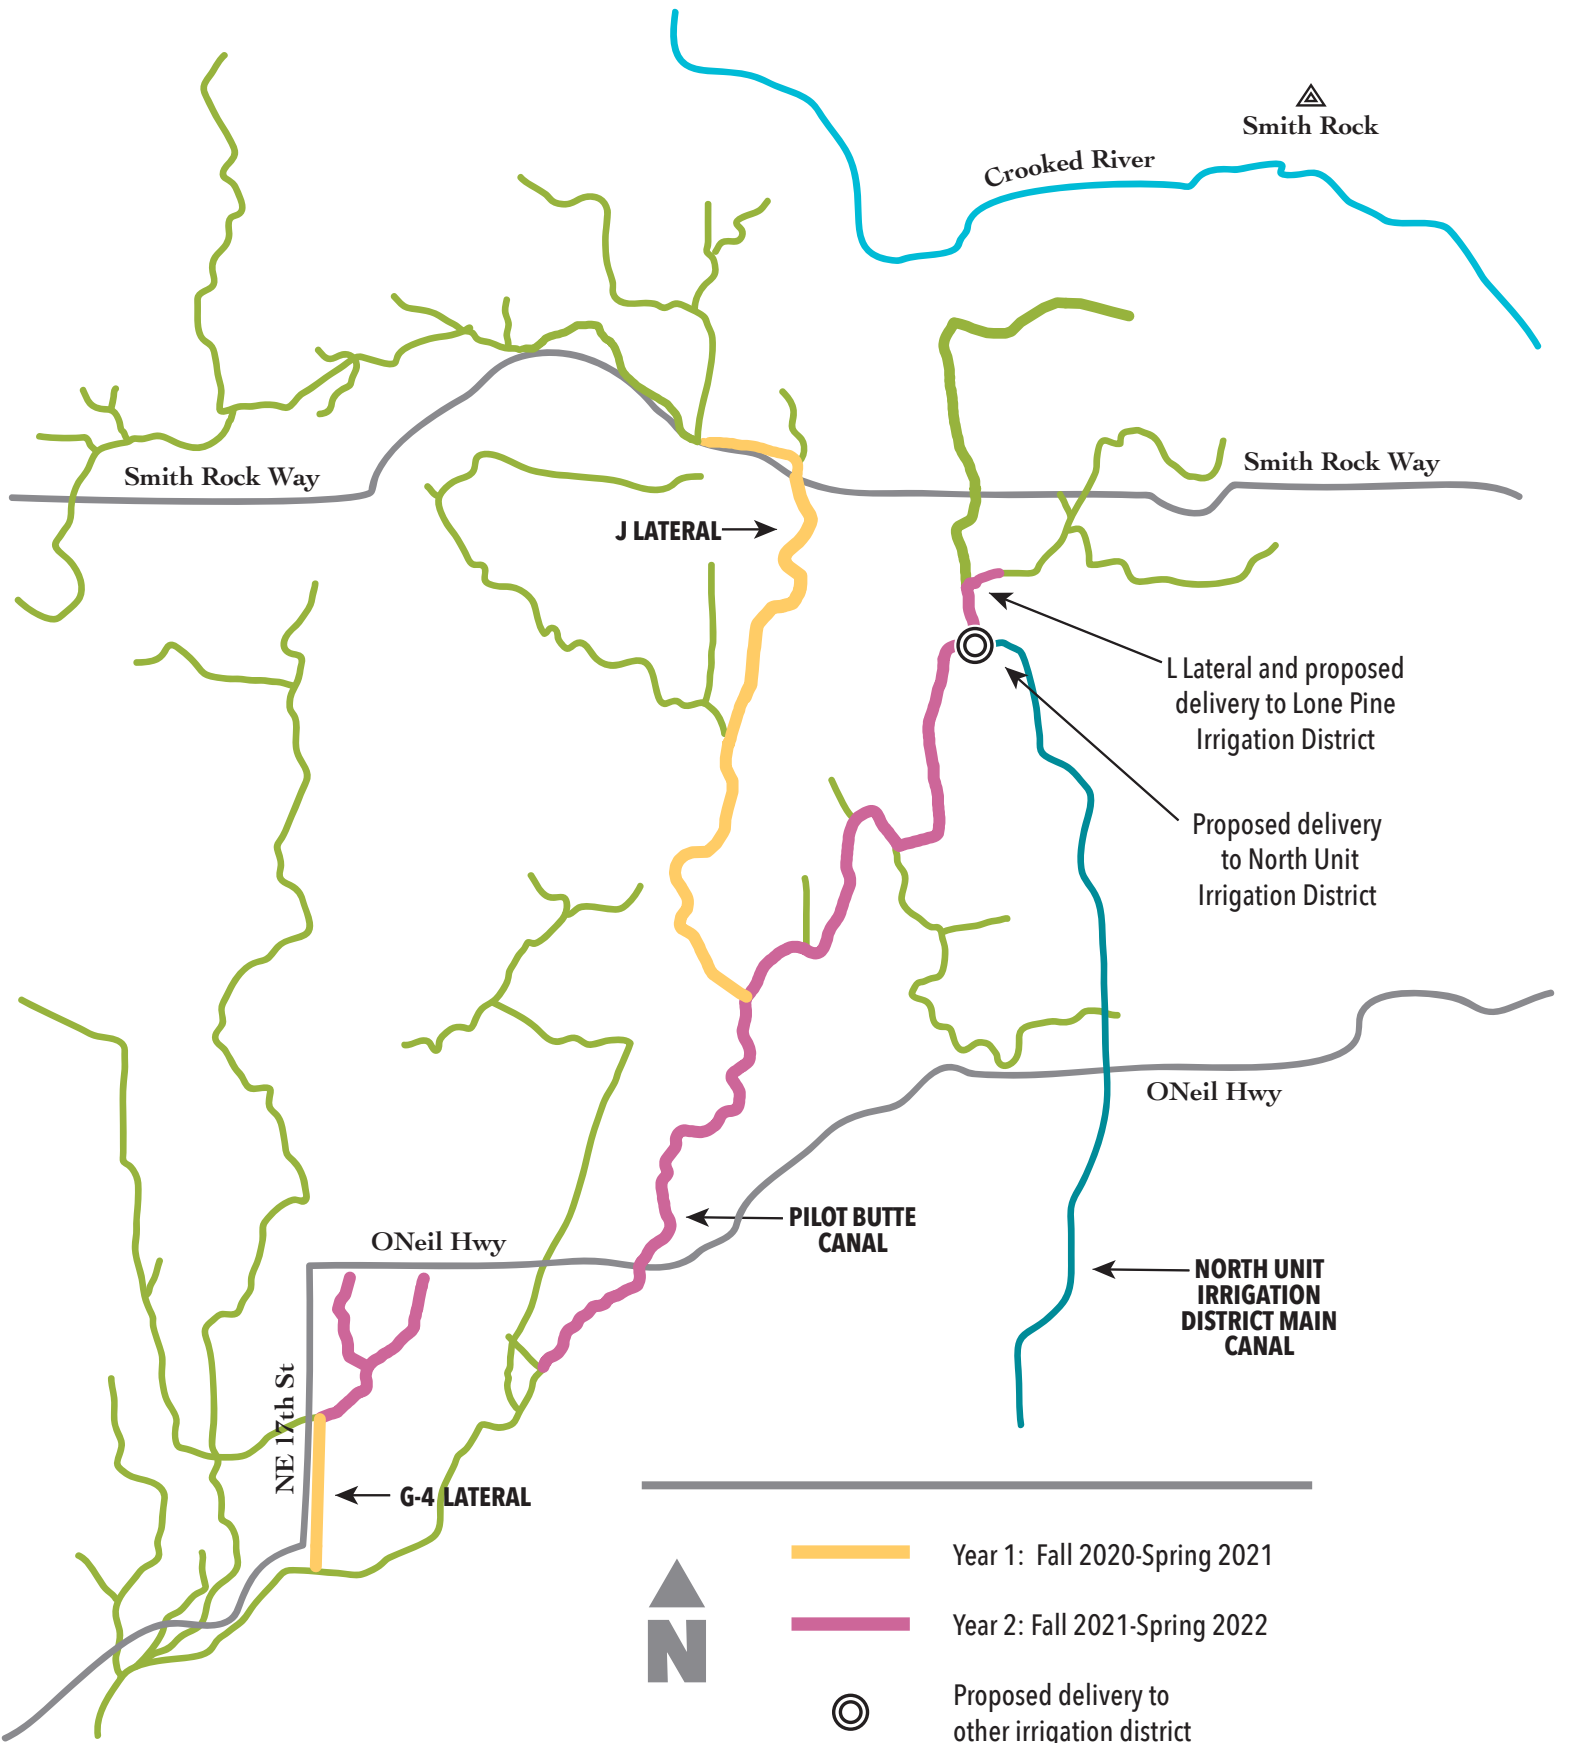 Smith Rock
Crooked River
Smith Rock Way
Smith Rock Way
J LATERAL
L Lateral and proposed
delivery to Lone Pine
Irrigation District
Proposed delivery
to North Unit
Irrigation District
ONeil Hwy
PILOT BUTTE
CANAL
ONeil Hwy
NORTH UNIT
IRRIGATION
DISTRICT MAIN
CANAL
NE 17th St
G-4 LATERAL
Year 1: Fall 2020-Spring 2021
Year 2: Fall 2021-Spring 2022
N
Proposed delivery to
other irrigation district